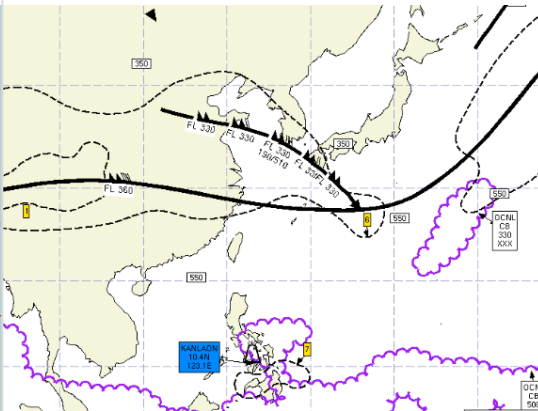 350
FL 330
FL 330
FL 330
190/510
350
FL 330
FL 330
FL 360
1
6
550
550
OCNL
CB
330
XXX
550
KANLAON
10.4N
123.1E
7
OCN
CB
500